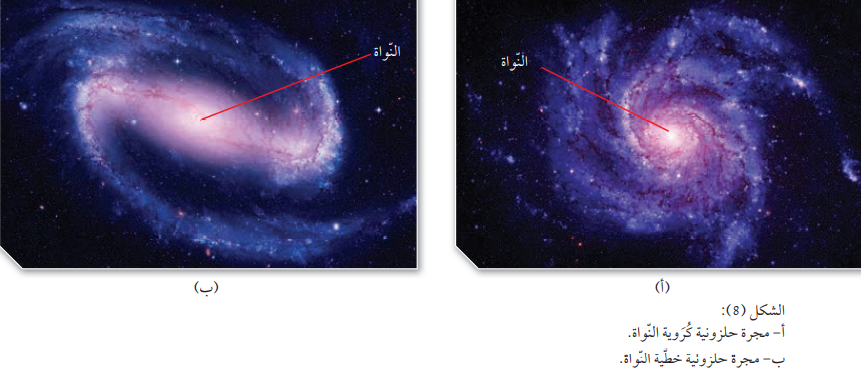 النّواة
النّواة
(أ)
(ب)
الشكل (8):
أ- مجرة حلزونية كُرَوية النّواة.
ب- مجرة حلزونية خطّية النّواة.